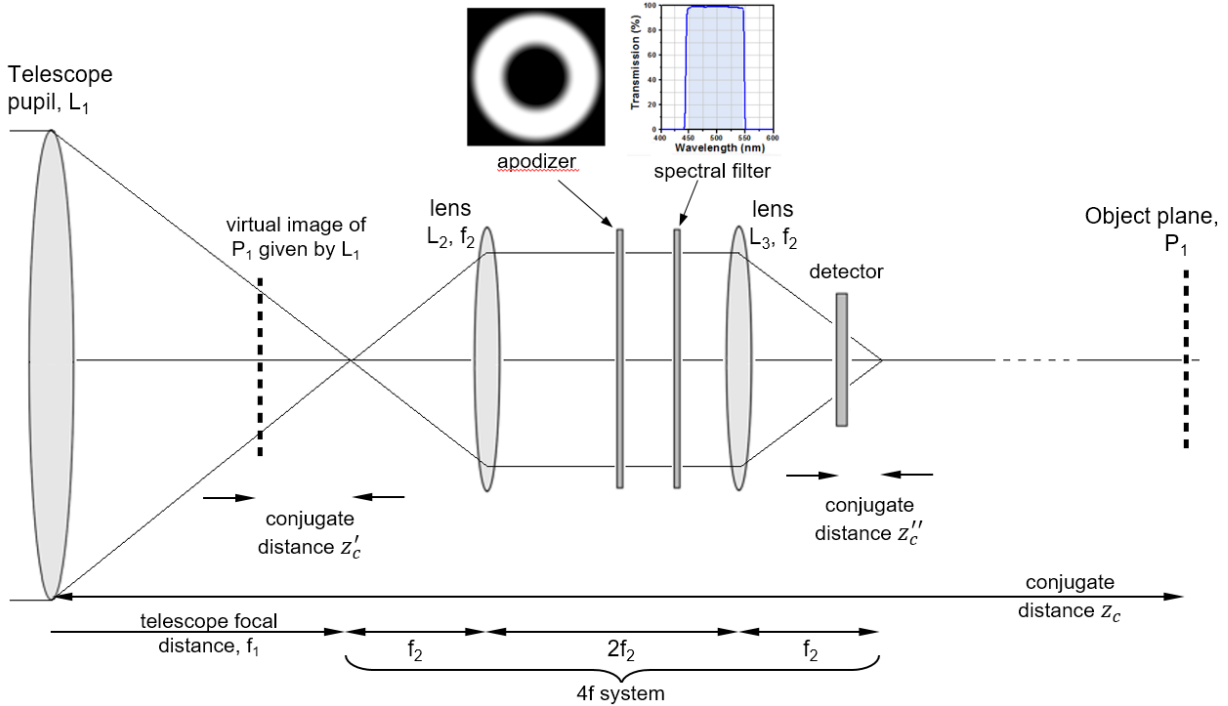 Telescope
pupil, L1
Transmission (%)
100
80
60
40
20
0
400 450 500 550 600
Wavelength (nm)
apodizer
spectral filter
virtual image of
P1 given by L1
lens
L2, f2
lens
L3, f2
detector
Object plane,
P1
conjugate
distance z′c
conjugate
distance z′′c
conjugate
distance zc
telescope focal
distance, f1
f2
2f2
f2
4f system